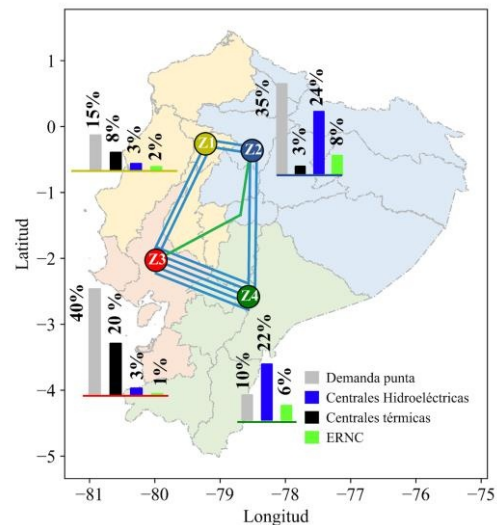 1
0
−1
−2
−3
−4
−5
Latitud
−81
−80
−79
−78
−77
−76
−75
Longitud
15%
8%
3%
2%
Z1
Z2
35%
3%
24%
8%
Z3
Z4
40%
20 %
3%
1%
10%
22%
6%
Demanda punta
Centrales Hidroeléctricas
Centrales térmicas
ERNC